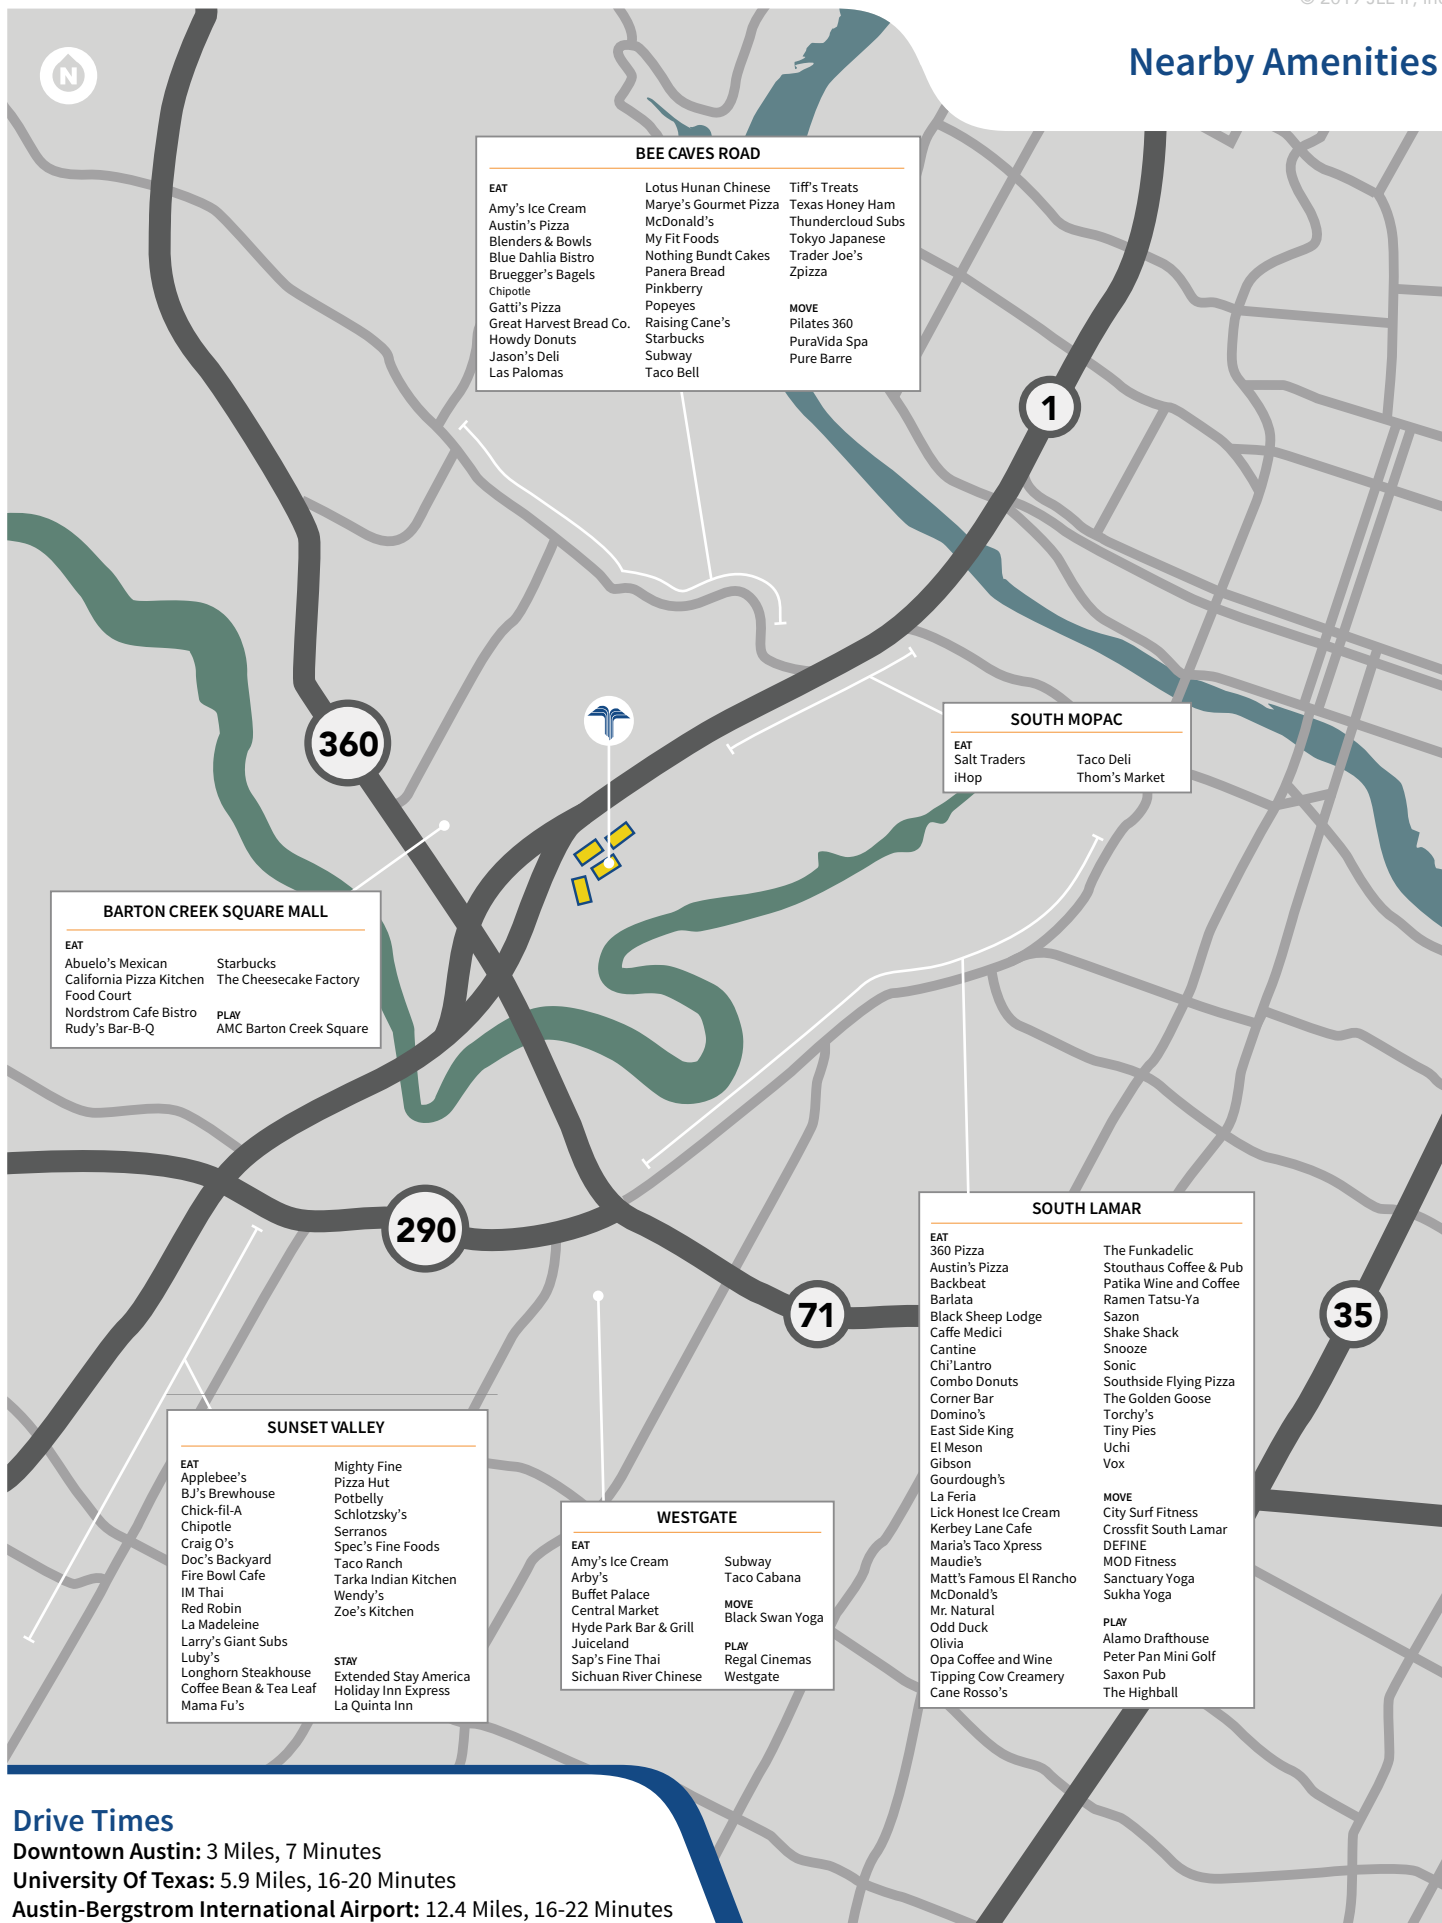 Nearby Amenities
N
BEE CAVES ROAD
EAT
Amy's Ice Cream
Austin's Pizza
Blenders & Bowls
Blue Dahlia Bistro
Bruegger's Bagels
Chipotle
Gatti's Pizza
Great Harvest Bread Co.
Howdy Donuts
Jason's Deli
Las Palomas
Lotus Hunan Chinese
Marye's Gourmet Pizza
McDonald's
My Fit Foods
Nothing Bundt Cakes
Panera Bread
Pinkberry
Popeyes
Raising Cane's
Starbucks
Subway
Taco Bell
Tiff's Treats
Texas Honey Ham
Thundercloud Subs
Tokyo Japanese
Trader Joe's
Zpizza
MOVE
Pilates 360
PuraVida Spa
Pure Barre
1
360
SOUTH MOPAC
EAT
Salt Traders
iHop
Taco Deli
Thom's Market
BARTON CREEK SQUARE MALL
EAT
Abuelo's Mexican
California Pizza Kitchen
Food Court
Nordstrom Cafe Bistro
Rudy's Bar-B-Q
Starbucks
The Cheesecake Factory
PLAY
AMC Barton Creek Square
290
71
35
SOUTH LAMAR
EAT
360 Pizza
Austin's Pizza
Backbeat
Barlata
Black Sheep Lodge
Caffe Medici
Cantine
Chi'Lantro
Combo Donuts
Corner Bar
Domino's
East Side King
El Meson
Gibson
Gourdough's
La Feria
Lick Honest Ice Cream
Kerbey Lane Cafe
Maria's Taco Xpress
Maudie's
Matt's Famous El Rancho
McDonald's
Mr. Natural
Odd Duck
Olivia
Opa Coffee and Wine
Tipping Cow Creamery
Cane Rosso's
The Funkadelic
Stouthaus Coffee & Pub
Patika Wine and Coffee
Ramen Tatsu-Ya
Sazon
Shake Shack
Snooze
Sonic
Southside Flying Pizza
The Golden Goose
Torchy's
Tiny Pies
Uchi
Vox
MOVE
City Surf Fitness
Crossfit South Lamar
DEFINE
MOD Fitness
Sanctuary Yoga
Sukha Yoga
PLAY
Alamo Drafthouse
Peter Pan Mini Golf
Saxon Pub
The Highball
SUNSET VALLEY
EAT
Applebee's
BJ's Brewhouse
Chick-fil-A
Chipotle
Craig O's
Doc's Backyard
Fire Bowl Cafe
IM Thai
Red Robin
La Madeleine
Larry's Giant Subs
Luby's
Longhorn Steakhouse
Coffee Bean & Tea Leaf
Mama Fu's
Mighty Fine
Pizza Hut
Potbelly
Schlotzsky's
Serranos
Spec's Fine Foods
Taco Ranch
Tarka Indian Kitchen
Wendy's
Zoe's Kitchen
STAY
Extended Stay America
Holiday Inn Express
La Quinta Inn
WESTGATE
EAT
Amy's Ice Cream
Arby's
Buffet Palace
Central Market
Hyde Park Bar & Grill
Juiceland
Sap's Fine Thai
Sichuan River Chinese
Subway
Taco Cabana
MOVE
Black Swan Yoga
PLAY
Regal Cinemas
Westgate
Drive Times
Downtown Austin: 3 Miles, 7 Minutes
University Of Texas: 5.9 Miles, 16-20 Minutes
Austin-Bergstrom International Airport: 12.4 Miles, 16-22 Minutes